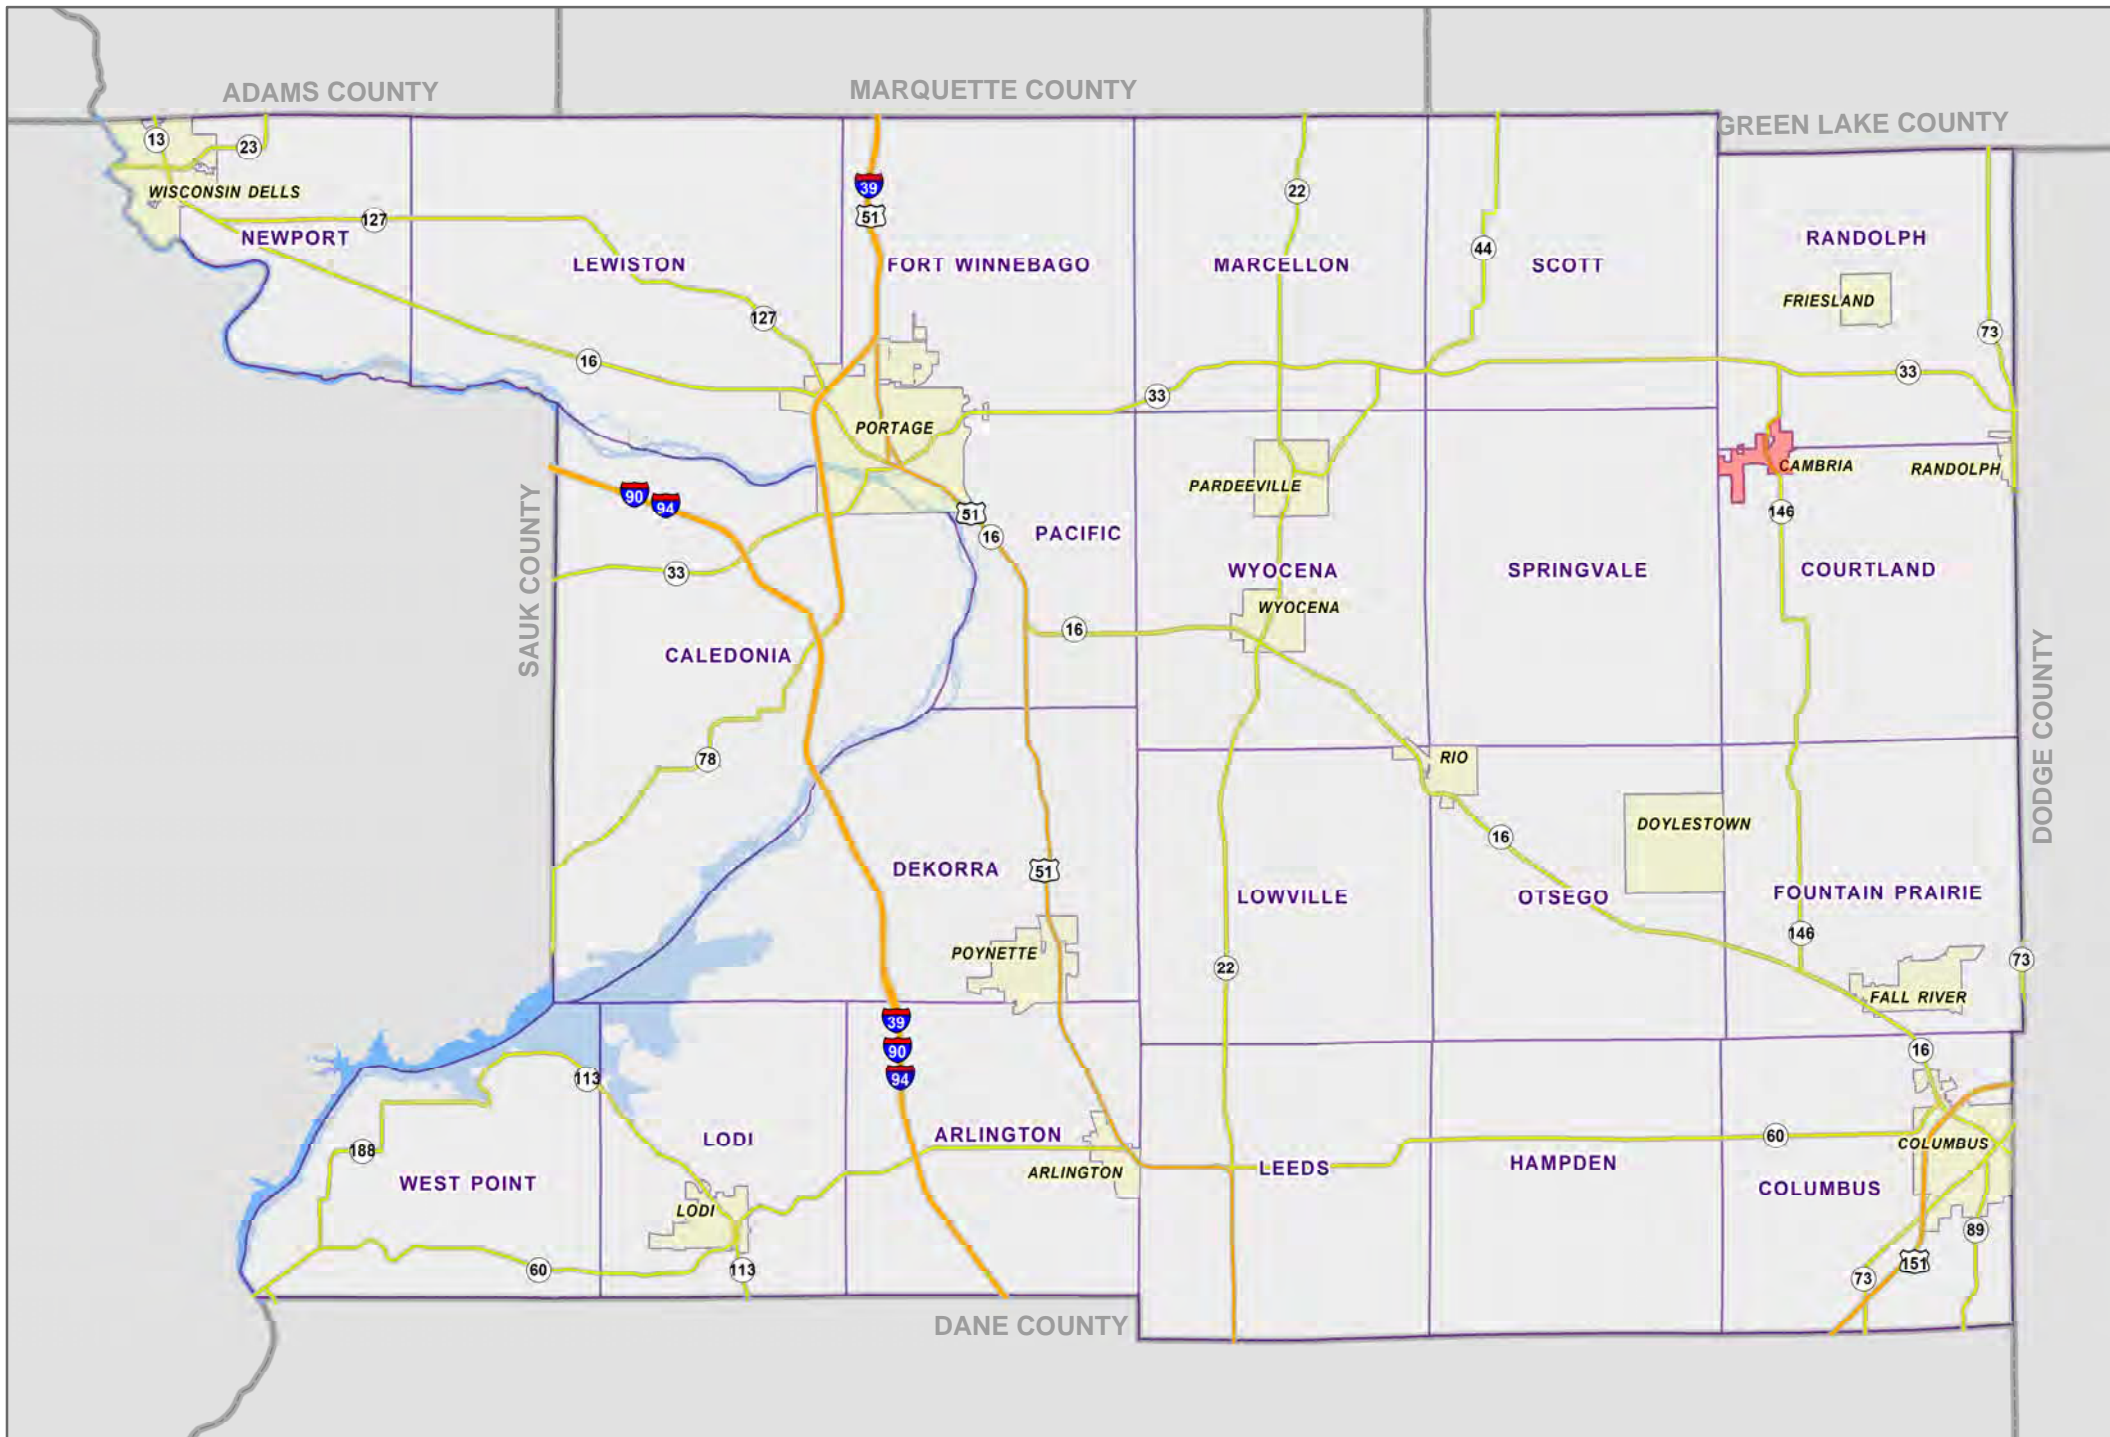 ADAMS COUNTY
MARQUETTE COUNTY
GREEN LAKE COUNTY
13
23
39
51
WISCONSIN DELLS
22
127
NEWPORT
44
RANDOLPH
LEWISTON
FORT WINNEBAGO
MARCELLON
SCOTT
FRIESLAND
127
73
16
33
33
PORTAGE
CAMBRIA
RANDOLPH
PARDEEVILLE
90
94
51
146
16
PACIFIC
SAUK COUNTY
33
WYOCENA
SPRINGVALE
COURTLAND
WYOCENA
16
CALEDONIA
DODGE COUNTY
78
RIO
DOYLESTOWN
16
DEKORRA
51
LOWVILLE
OTSEGO
FOUNTAIN PRAIRIE
146
POYNETTE
22
73
FALL RIVER
39
90
94
16
113
LODI
ARLINGTON
60
COLUMBUS
188
ARLINGTON
LEEDS
HAMPDEN
WEST POINT
COLUMBUS
LODI
89
60
113
151
73
DANE COUNTY